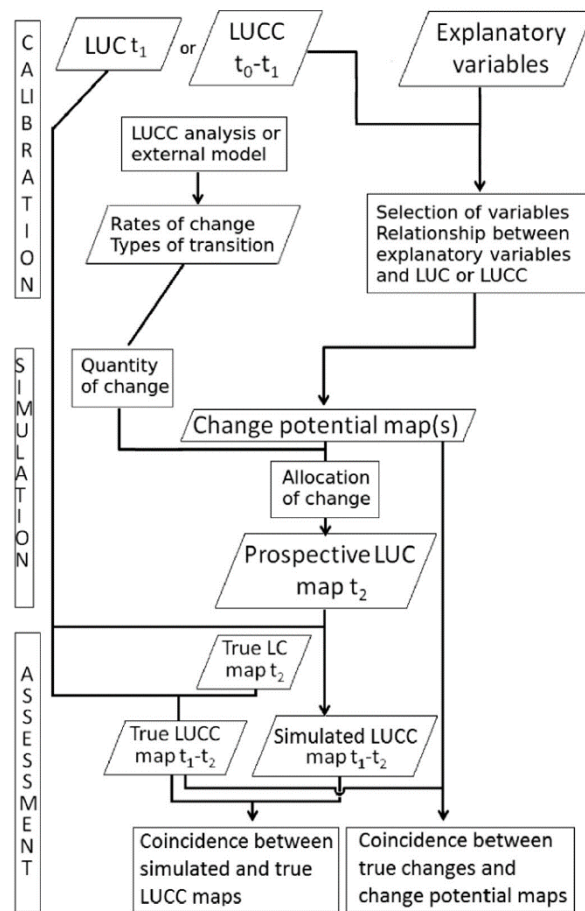 CALIBRATION
LUC t₁
or
LUCC
t₀-t₁
Explanatory
variables
LUCC analysis or
external model
Rates of change
Types of transition
Selection of variables
Relationship between
explanatory variables
and LUC or LUCC
SIMULATION
Quantity
of change
Change potential map(s)
Allocation
of change
Prospective LUC
map t₂
ASSESSMENT
True LC
map t₂
True LUCC
map t₁-t₂
Simulated LUCC
map t₁-t₂
Coincidence between
simulated and true
LUCC maps
Coincidence between
true changes and
change potential maps